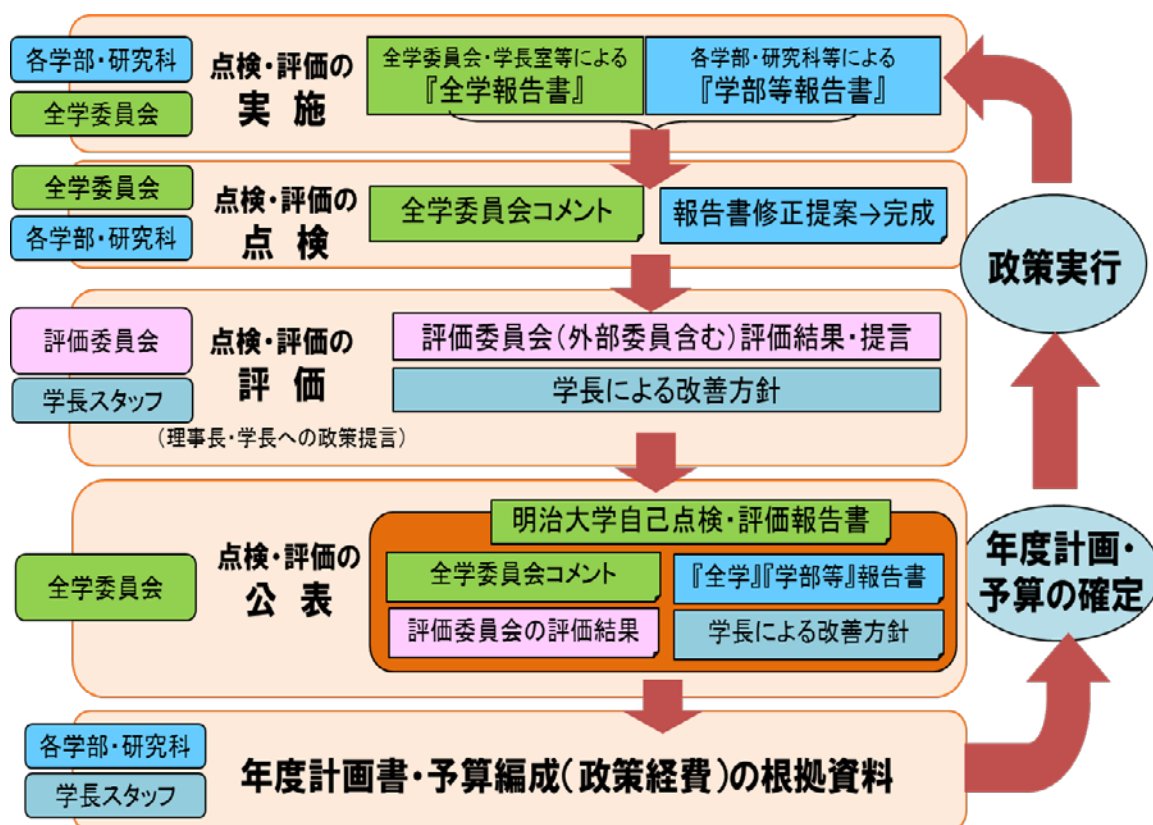 各学部・研究科
全学委員会
点検・評価の
実 施
全学委員会・学長室等による
『全学報告書』
各学部・研究科等による
『学部等報告書』
全学委員会
各学部・研究科
点検・評価の
点 検
全学委員会コメント
報告書修正提案→完成
政策実行
評価委員会
学長スタッフ
点検・評価の
評 価
(理事長・学長への政策提言)
評価委員会(外部委員含む)評価結果・提言
学長による改善方針
全学委員会
点検・評価の
公 表
明治大学自己点検・評価報告書
全学委員会コメント
『全学』『学部等』報告書
評価委員会の評価結果
学長による改善方針
年度計画・
予算の確定
各学部・研究科
学長スタッフ
年度計画書・予算編成(政策経費)の根拠資料